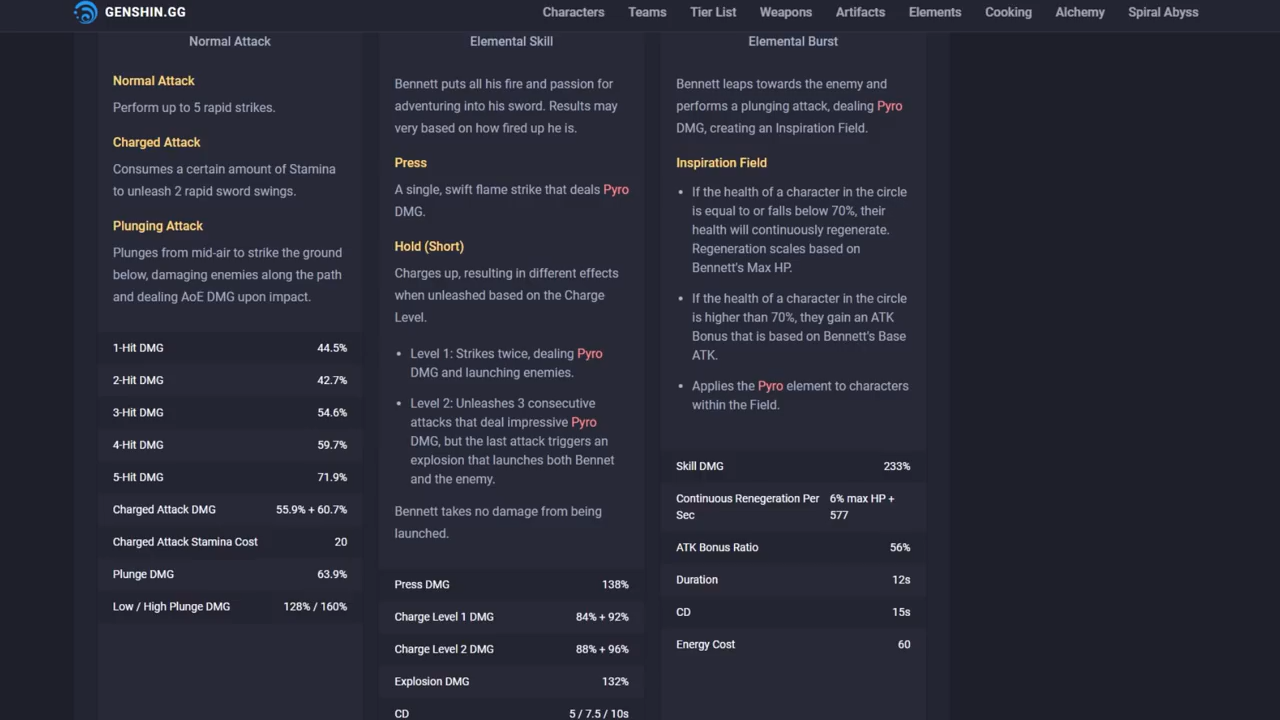 GENSHIN.GG
Characters
Teams
Tier List
Weapons
Artifacts
Elements
Cooking
Alchemy
Spiral Abyss
Normal Attack
Normal Attack
Perform up to 5 rapid strikes.
Charged Attack
Consumes a certain amount of Stamina
to unleash 2 rapid sword swings.
Plunging Attack
Plunges from mid-air to strike the ground
below, damaging enemies along the path
and dealing AoE DMG upon impact.
1-Hit DMG 44.5%
2-Hit DMG 42.7%
3-Hit DMG 54.6%
4-Hit DMG 59.7%
5-Hit DMG 71.9%
Charged Attack DMG 55.9% + 60.7%
Charged Attack Stamina Cost 20
Plunge DMG 63.9%
Low / High Plunge DMG 128% / 160%
Elemental Skill
Bennett puts all his fire and passion for
adventuring into his sword. Results may
very based on how fired up he is.
Press
A single, swift flame strike that deals Pyro
DMG.
Hold (Short)
Charges up, resulting in different effects
when unleashed based on the Charge
Level.
• Level 1: Strikes twice, dealing Pyro
DMG and launching enemies.
• Level 2: Unleashes 3 consecutive
attacks that deal impressive Pyro
DMG, but the last attack triggers an
explosion that launches both Bennet
and the enemy.
Bennett takes no damage from being
launched.
Press DMG 138%
Charge Level 1 DMG 84% + 92%
Charge Level 2 DMG 88% + 96%
Explosion DMG 132%
CD 5 / 7.5 / 10s
Elemental Burst
Bennett leaps towards the enemy and
performs a plunging attack, dealing Pyro
DMG, creating an Inspiration Field.
Inspiration Field
• If the health of a character in the circle
is equal to or falls below 70%, their
health will continuously regenerate.
Regeneration scales based on
Bennett's Max HP.
• If the health of a character in the circle
is higher than 70%, they gain an ATK
Bonus that is based on Bennett's Base
ATK.
• Applies the Pyro element to characters
within the Field.
Skill DMG 233%
Continuous Renegeration Per 6% max HP +
Sec 577
ATK Bonus Ratio 56%
Duration 12s
CD 15s
Energy Cost 60